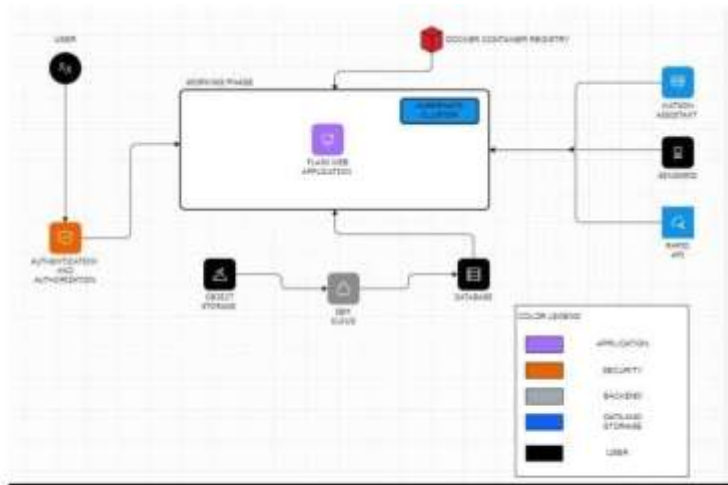 USER
DOCKER CONTAINER REGISTRY
WORKING PHASE
KUBERNETE
CLUSTER
FLASK WEB
APPLICATION
WATSON
ASSISTANT
SENDGRID
RAPID
API
AUTHENTIZATION
AND
AUTHORIZATION
OBJECT
STORAGE
IBM
CLOUD
DATABASE
COLOR LEGEND
APPLICATION
SECURITY
BACKEND
DATA AND
STORAGE
USER